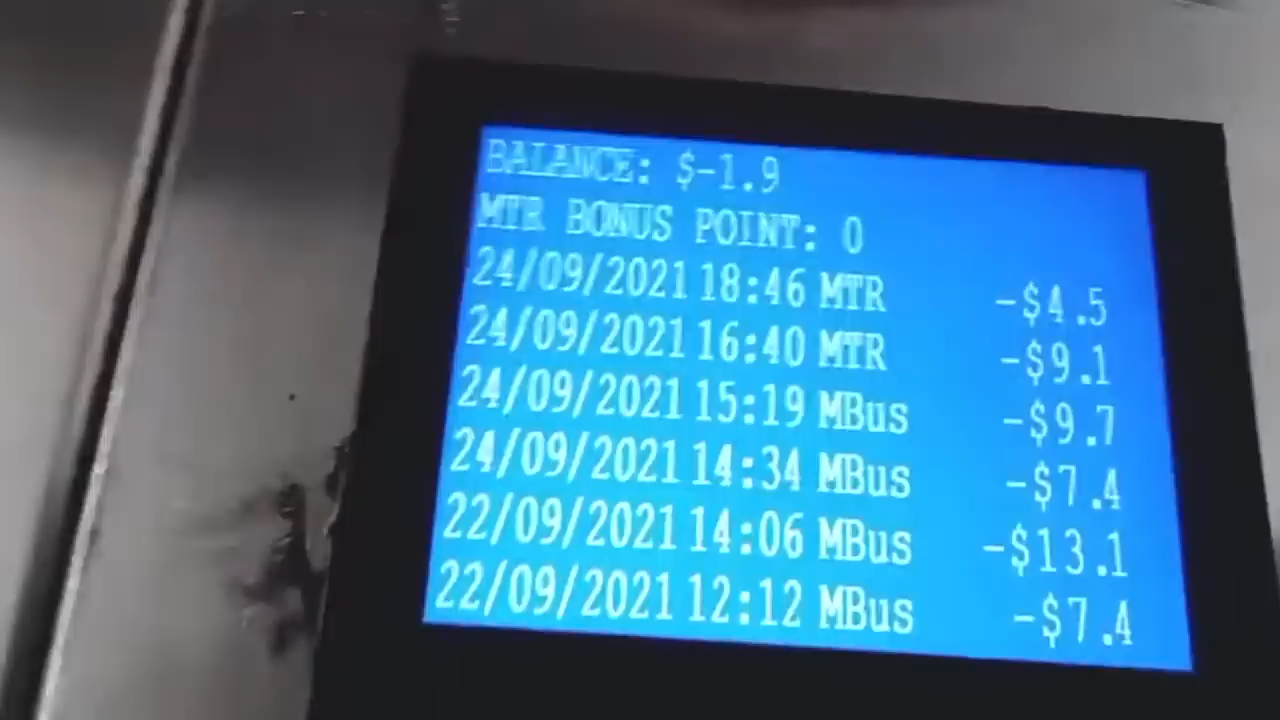 BALANCE: $-1.9
MTR BONUS POINT: 0
24/09/2021 18:46 MTR -$4.5
24/09/2021 16:40 MTR -$9.1
24/09/2021 15:19 MBus -$9.7
24/09/2021 14:34 MBus -$7.4
22/09/2021 14:06 MBus -$13.1
22/09/2021 12:12 MBus -$7.4